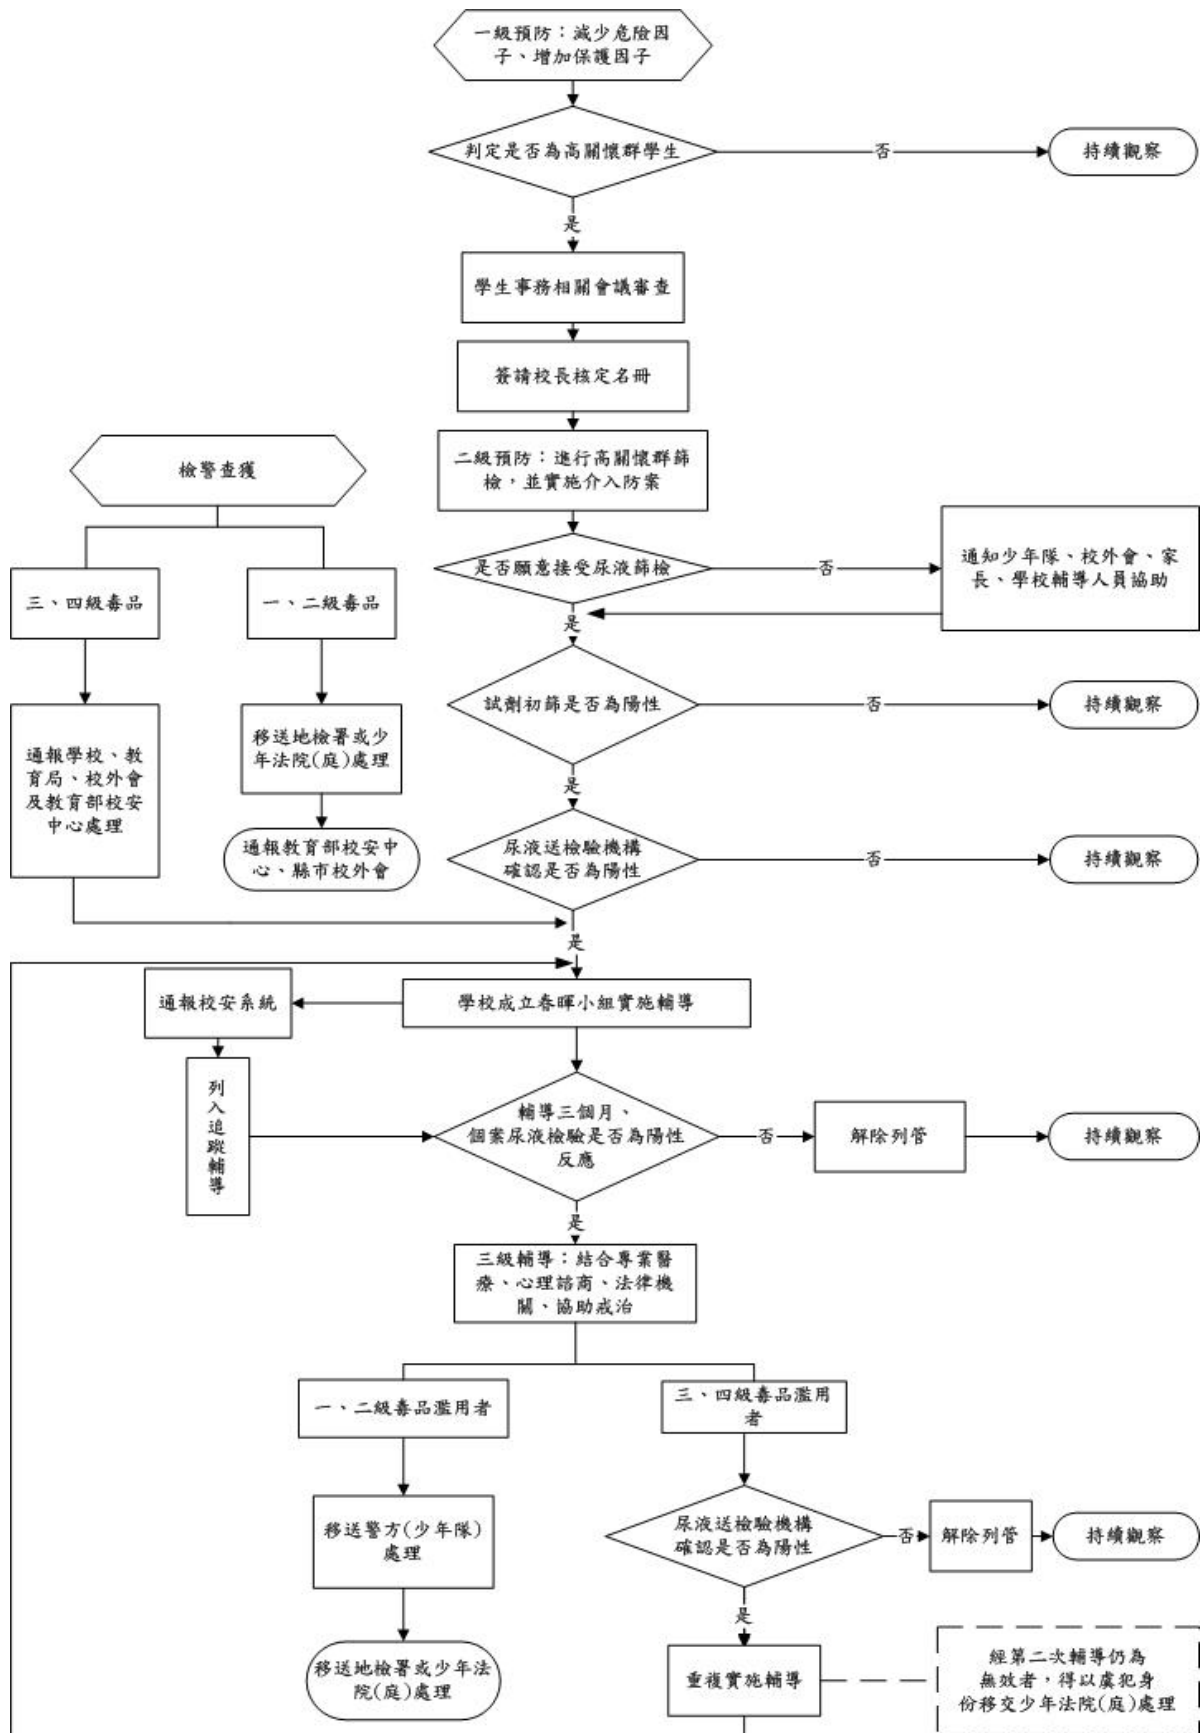 一級預防：減少危險因
子、增加保護因子
判定是否為高關懷群學生
否
持續觀察
是
學生事務相關會議審查
簽請校長核定名冊
二級預防：進行高關懷群篩
檢，並實施介入防案
檢警查獲
是否願意接受尿液篩檢
否
通知少年隊、校外會、家
長、學校輔導人員協助
三、四級毒品
一、二級毒品
是
試劑初篩是否為陽性
否
持續觀察
通報學校、教
育局、校外會
及教育部校安
中心處理
移送地檢署或少
年法院(庭)處理
是
通報教育部校安中
心、縣市校外會
尿液送檢驗機構
確認是否為陽性
否
持續觀察
是
通報校安系統
學校成立春暉小組實施輔導
列
入
追
蹤
輔
導
輔導三個月、
個案尿液檢驗是否為陽性
反應
否
解除列管
持續觀察
是
三級輔導：結合專業醫
療、心理諮商、法律機
關、協助戒治
一、二級毒品濫用者
三、四級毒品濫用
者
移送警方(少年隊)
處理
尿液送檢驗機構
確認是否為陽性
否
解除列管
持續觀察
是
移送地檢署或少年法
院(庭)處理
重複實施輔導
經第二次輔導仍為
無效者，得以虞犯身
份移交少年法院(庭)處理